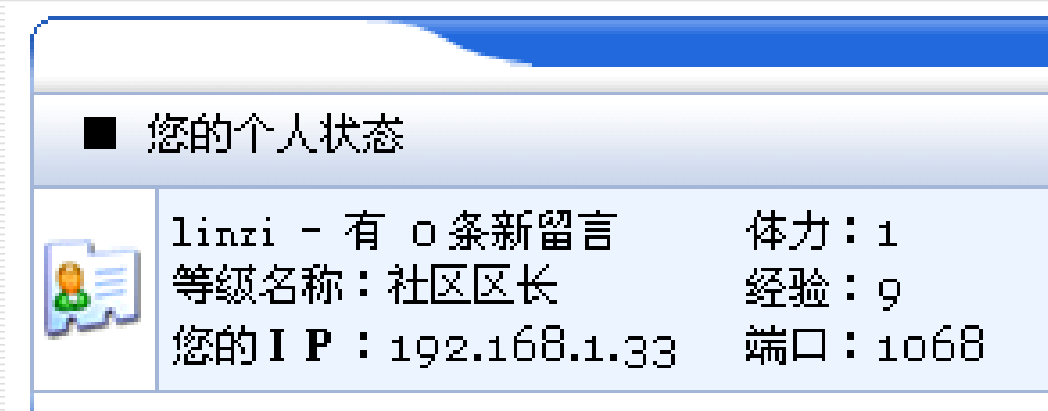 ■ 您的个人状态
linzi - 有 0 条新留言 体力：1
等级名称：社区区长 经验：9
您的IP：192.168.1.33 端口：1068